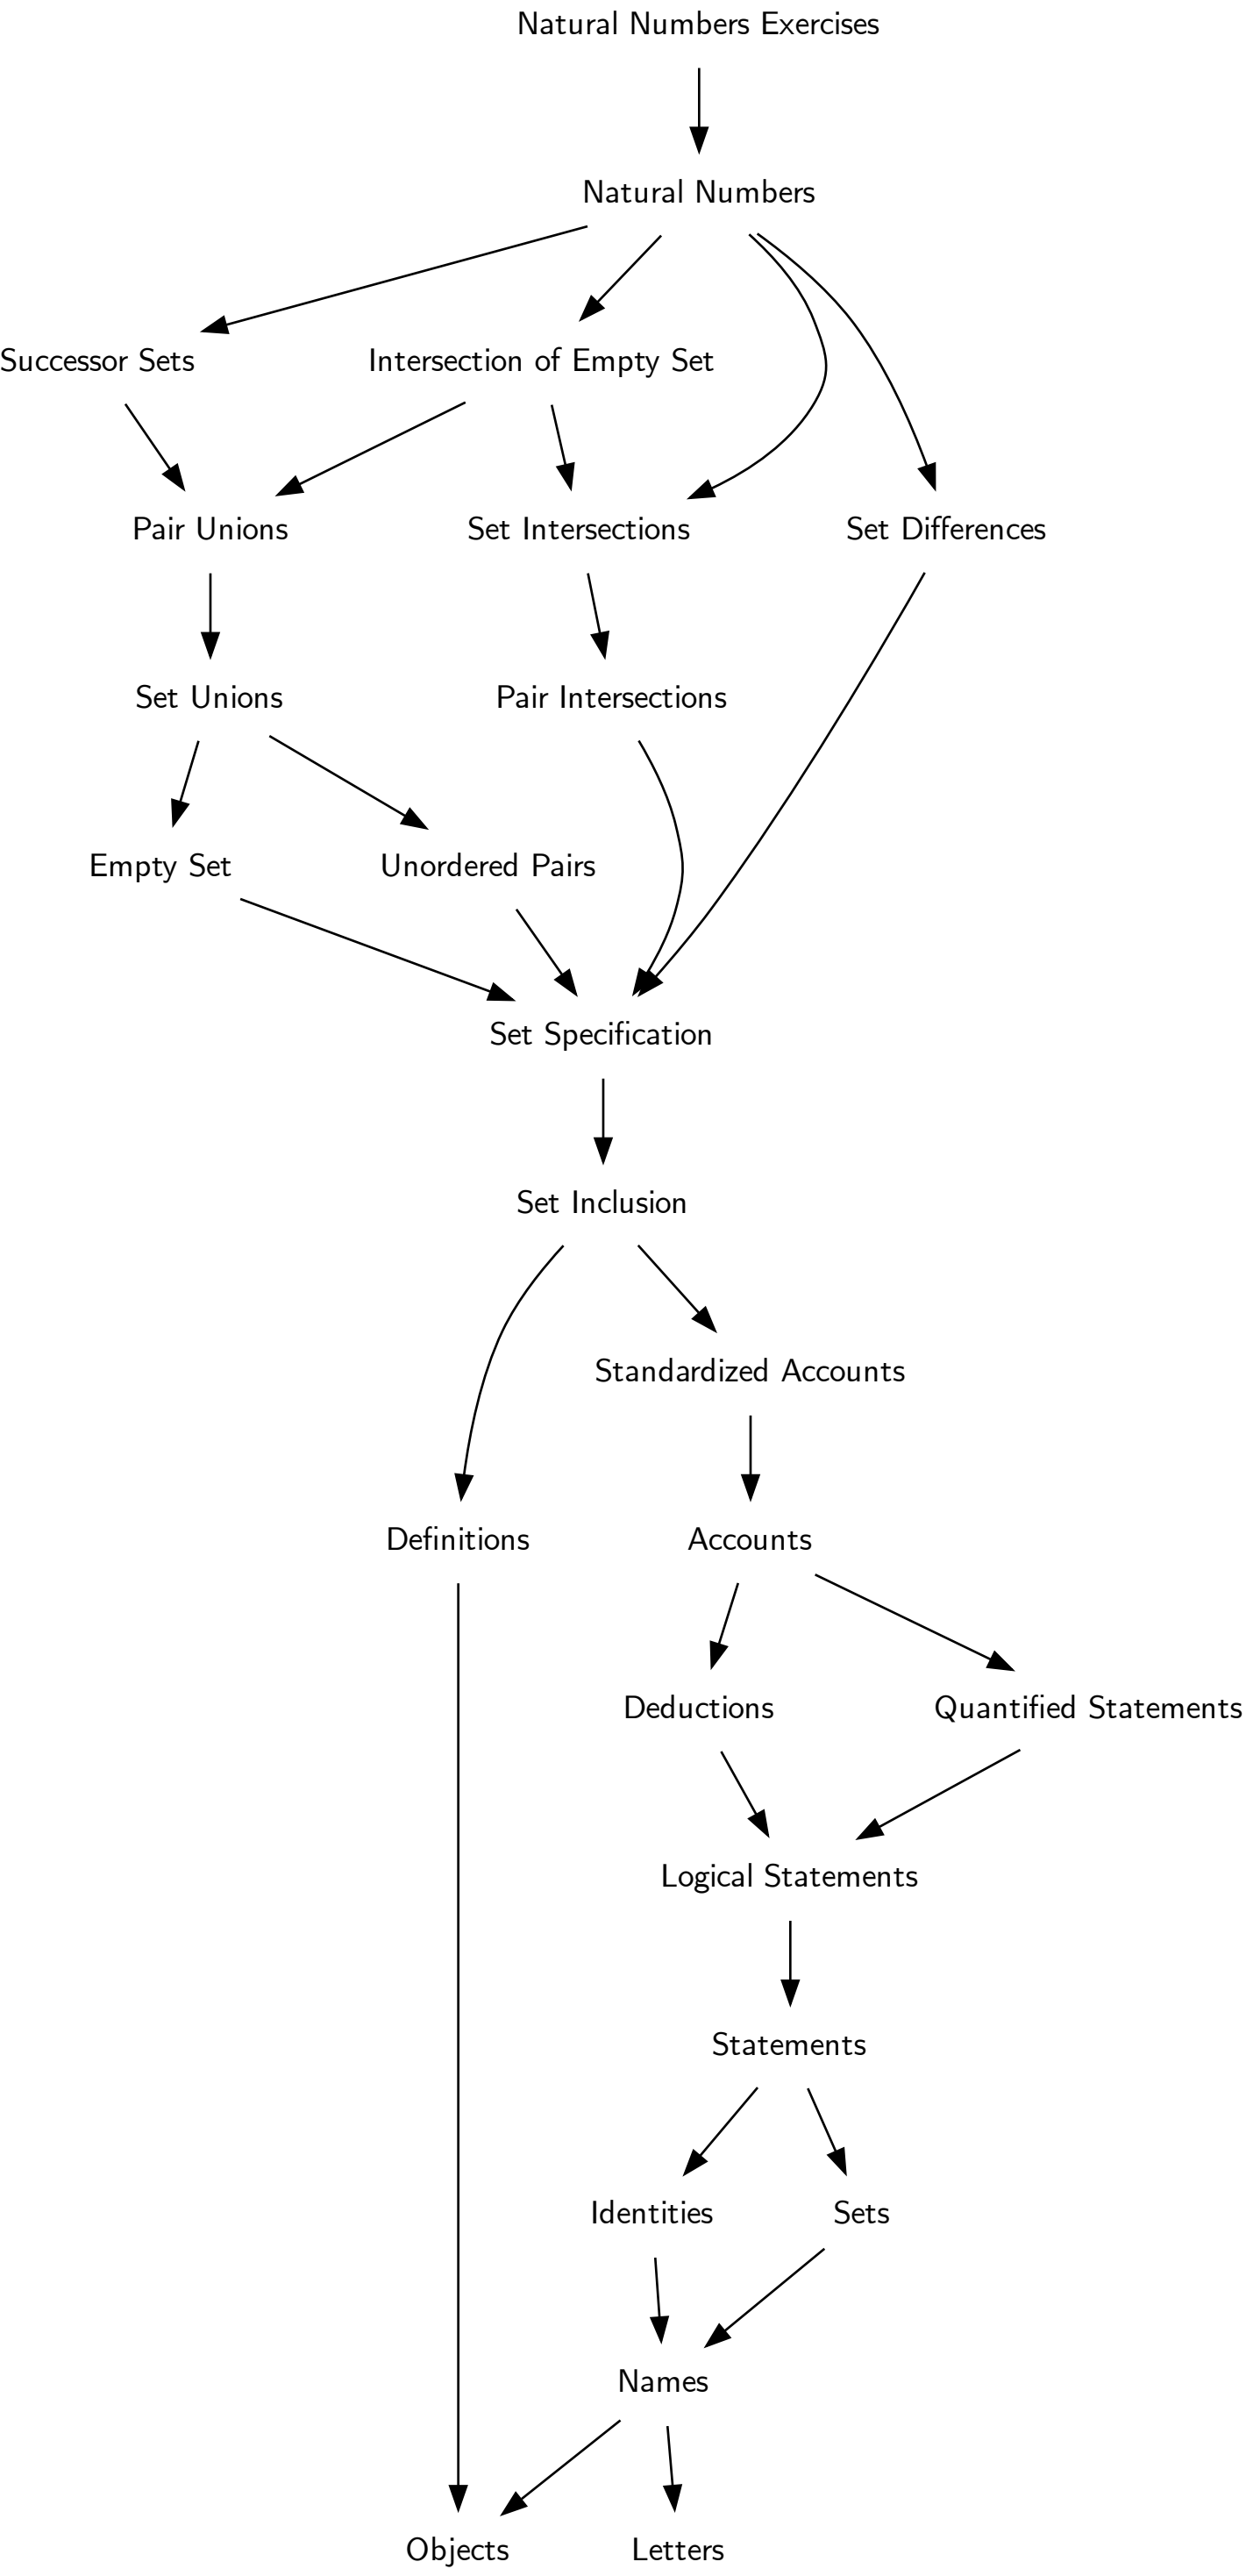 Natural Numbers Exercises
Natural Numbers
Successor Sets
Intersection of Empty Set
Pair Unions
Set Intersections
Set Differences
Set Unions
Pair Intersections
Empty Set
Unordered Pairs
Set Specification
Set Inclusion
Standardized Accounts
Definitions
Accounts
Deductions
Quantified Statements
Logical Statements
Statements
Identities
Sets
Names
Objects
Letters